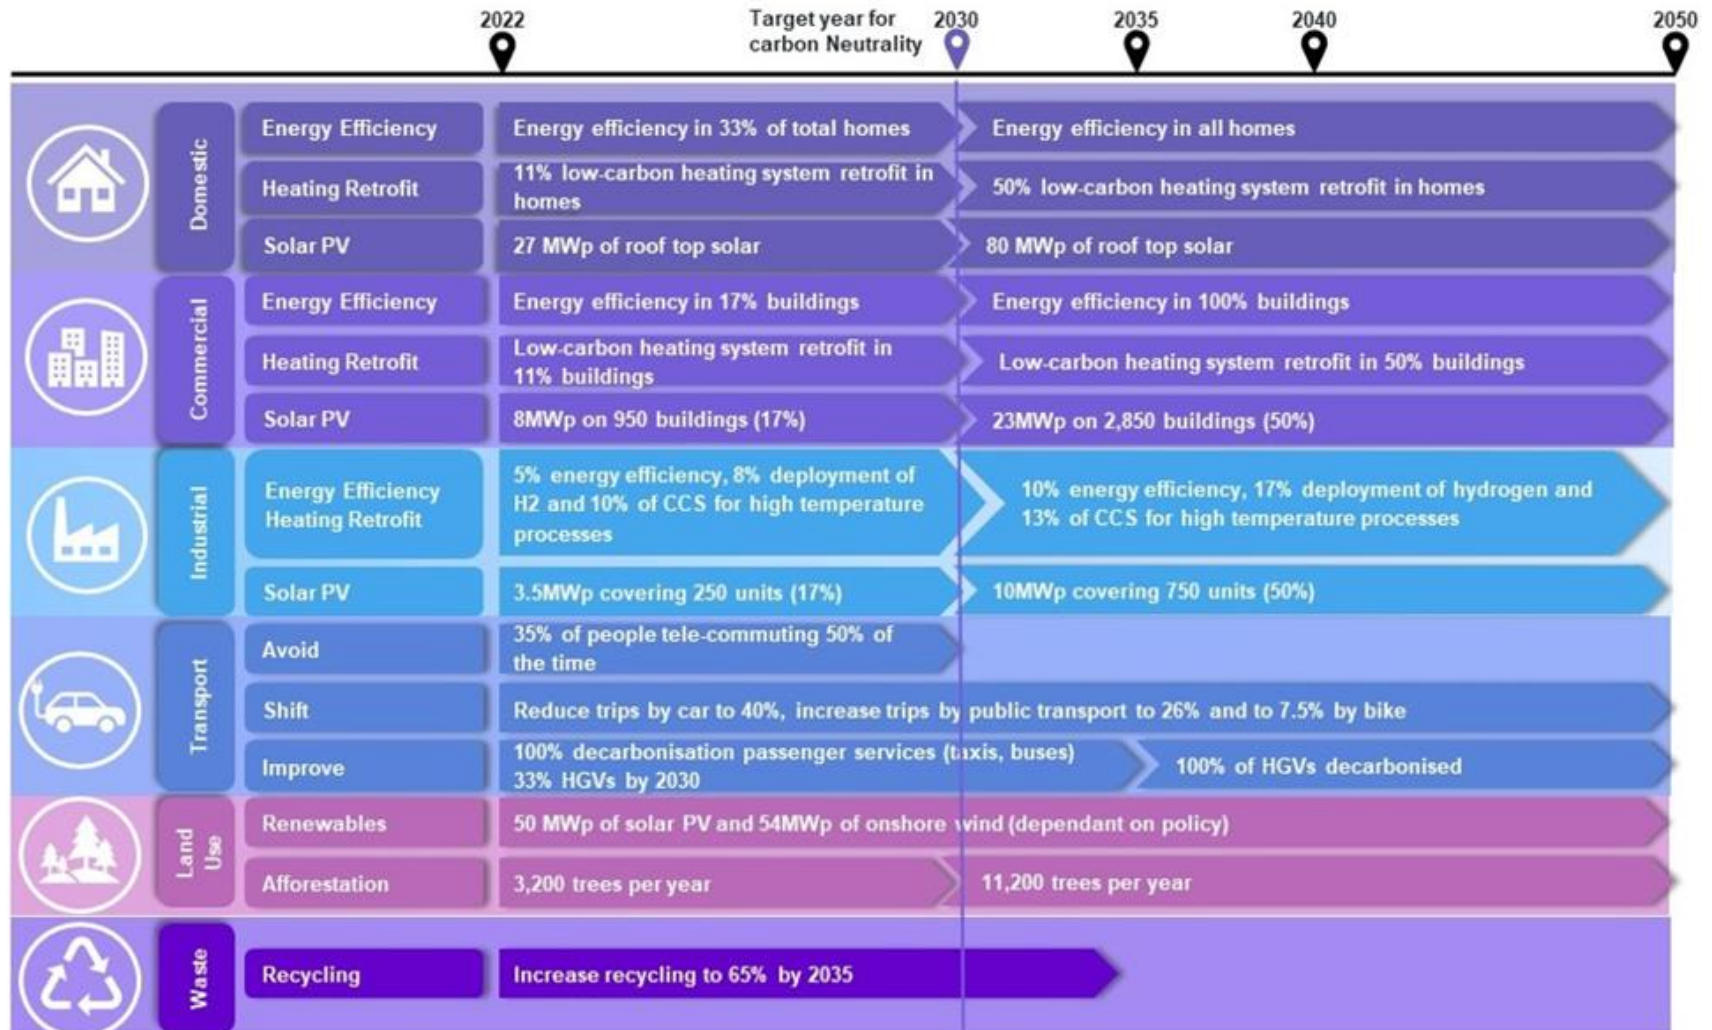 2022
Target year for
carbon Neutrality
2030
2035
2040
2050
Domestic
Energy Efficiency
Energy efficiency in 33% of total homes
Energy efficiency in all homes
Heating Retrofit
11% low-carbon heating system retrofit in
homes
50% low-carbon heating system retrofit in homes
Solar PV
27 MWp of roof top solar
80 MWp of roof top solar
Commercial
Energy Efficiency
Energy efficiency in 17% buildings
Energy efficiency in 100% buildings
Heating Retrofit
Low-carbon heating system retrofit in
11% buildings
Low-carbon heating system retrofit in 50% buildings
Solar PV
8MWp on 950 buildings (17%)
23MWp on 2,850 buildings (50%)
Industrial
Energy Efficiency
Heating Retrofit
5% energy efficiency, 8% deployment of
H2 and 10% of CCS for high temperature
processes
10% energy efficiency, 17% deployment of hydrogen and
13% of CCS for high temperature processes
Solar PV
3.5MWp covering 250 units (17%)
10MWp covering 750 units (50%)
Transport
Avoid
35% of people tele-commuting 50% of
the time
Shift
Reduce trips by car to 40%, increase trips by public transport to 26% and to 7.5% by bike
Improve
100% decarbonisation passenger services (taxis, buses)
33% HGVs by 2030
100% of HGVs decarbonised
Land
Use
Renewables
50 MWp of solar PV and 54MWp of onshore wind (dependant on policy)
Afforestation
3,200 trees per year
11,200 trees per year
Waste
Recycling
Increase recycling to 65% by 2035